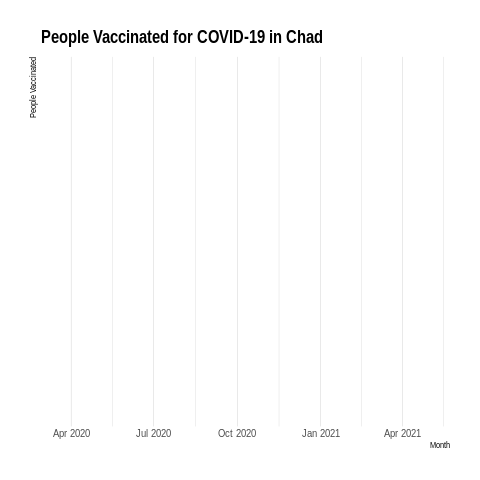 People Vaccinated for COVID-19 in Chad
People Vaccinated
Apr 2020
Jul 2020
Oct 2020
Jan 2021
Apr 2021
Month